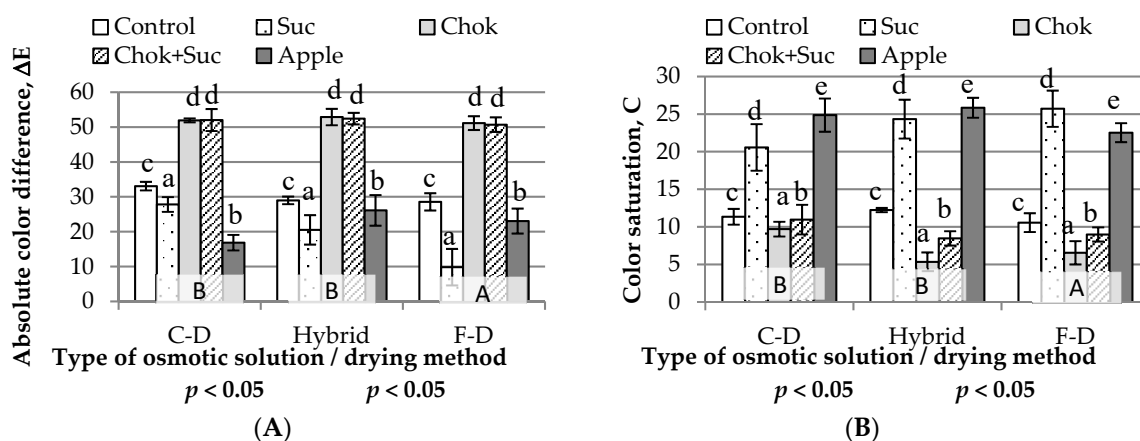 Control Suc Chok
Chok+Suc Apple
Absolute color difference, ΔE
60
50
40
30
20
10
0
c a d d b
c a d d b
c a d d b
B B A
C-D Hybrid F-D
Type of osmotic solution / drying method
p < 0.05 p < 0.05
(A)
Control Suc Chok
Chok+Suc Apple
Color saturation, C
30
25
20
15
10
5
0
c d a b e
c d a b e
c d a b e
B B A
C-D Hybrid F-D
Type of osmotic solution / drying method
p < 0.05 p < 0.05
(B)